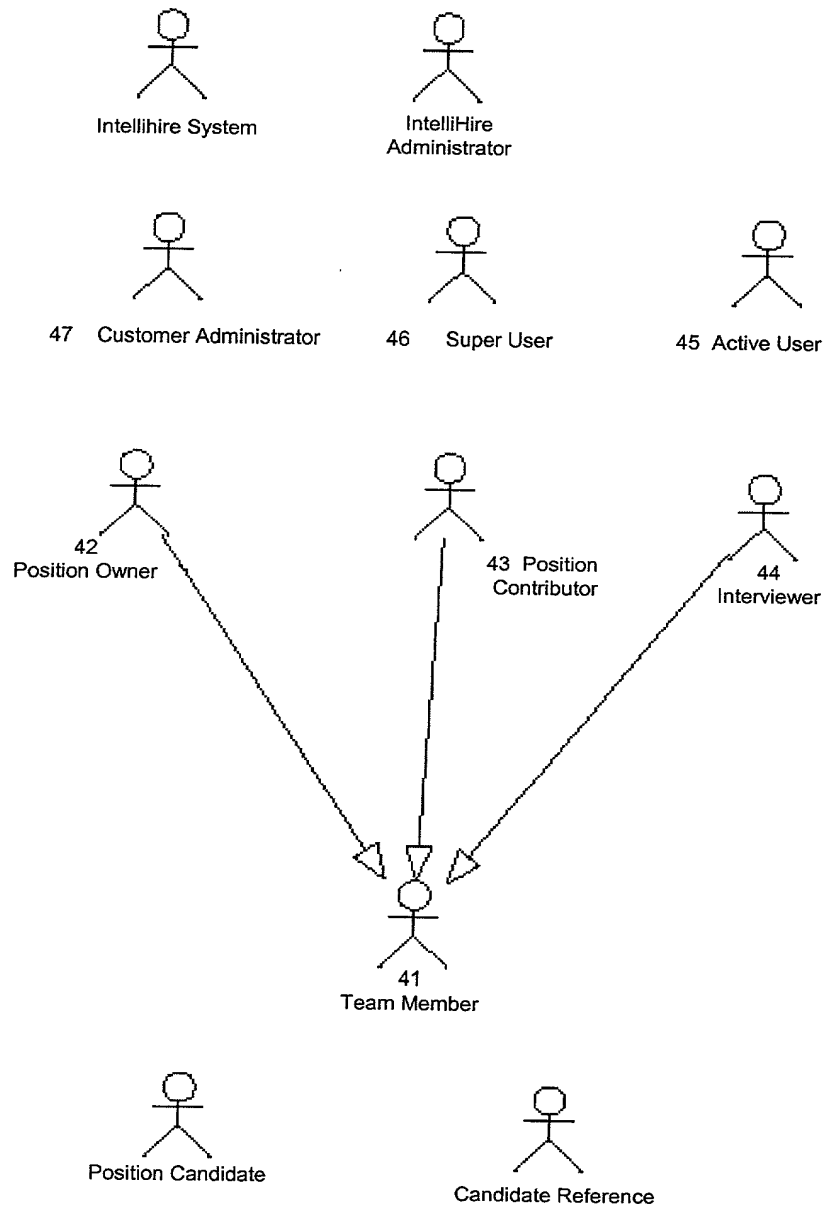 Intellihire System
IntelliHire
Administrator
47 Customer Administrator
46 Super User
45 Active User
42
Position Owner
43 Position
Contributor
44
Interviewer
41
Team Member
Position Candidate
Candidate Reference